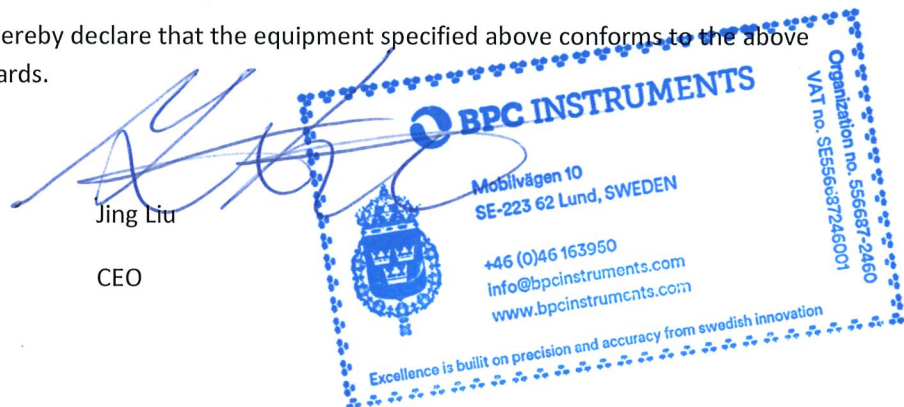 ereby declare that the equipment specified above conforms to the above
ards.
Jing Liu
CEO
BPC INSTRUMENTS
Mobilvägen 10
SE-223 62 Lund, SWEDEN
+46 (0)46 163950
info@bpcinstruments.com
www.bpcinstruments.com
Excellence is builit on precision and accuracy from swedish innovation
Organization no. 556687-2460
VAT no. SE556687246001